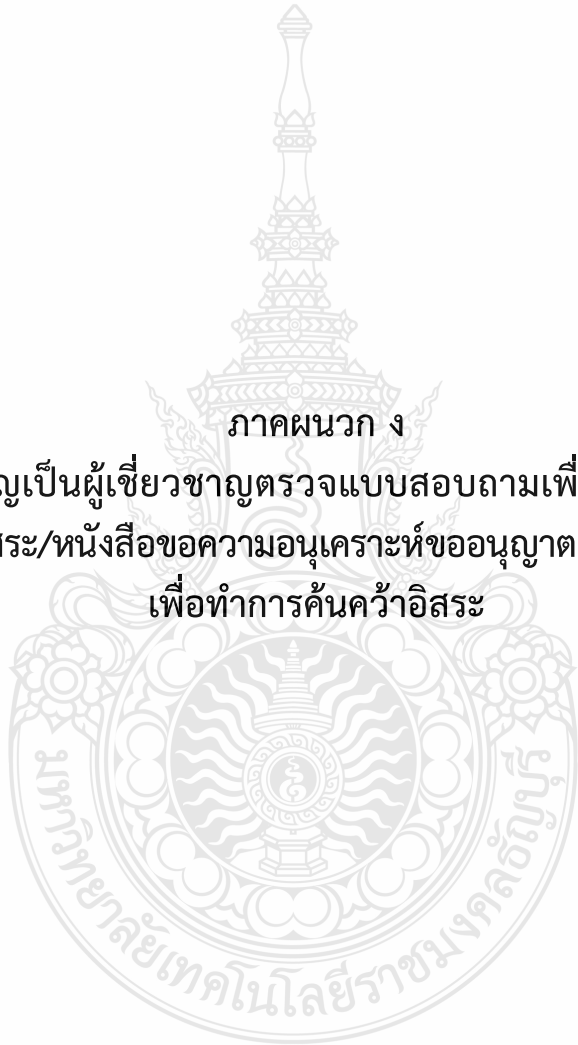 ภาคผนวก ง
ญเป็นผู้เชี่ยวชาญตรวจแบบสอบถามเพื่
สระ/หนังสือขอความอนุเคราะห์ขออนุญาต
เพื่อทำการค้นคว้าอิสระ
มหาวิทยาลัยเทคโนโลยีราชมงคลธัญบุรี